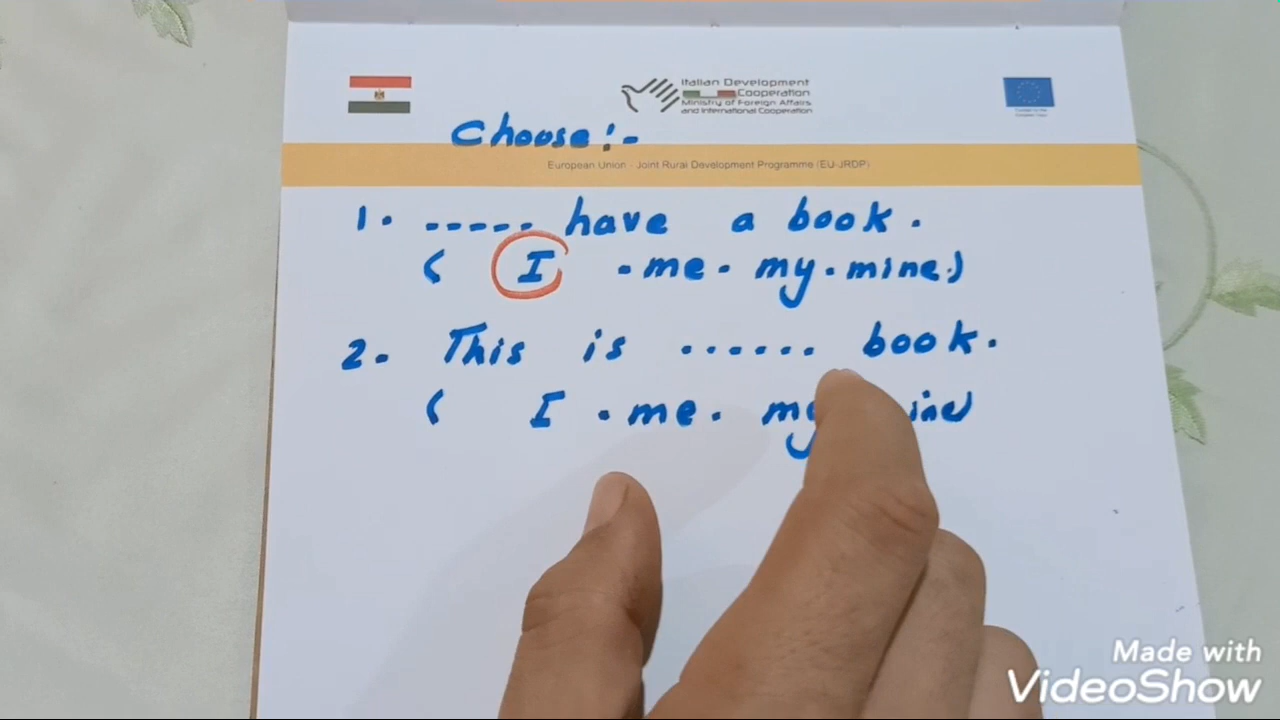 Italian Development
Cooperation
Ministry of Foreign Affairs
and International Cooperation
Choose:-
European Union - Joint Rural Development Programme (EU-JRDP)
1. ..... have a book.
( I . me . my . mine.)
2. This is ...... book.
( I . me . my
Made with
VideoShow